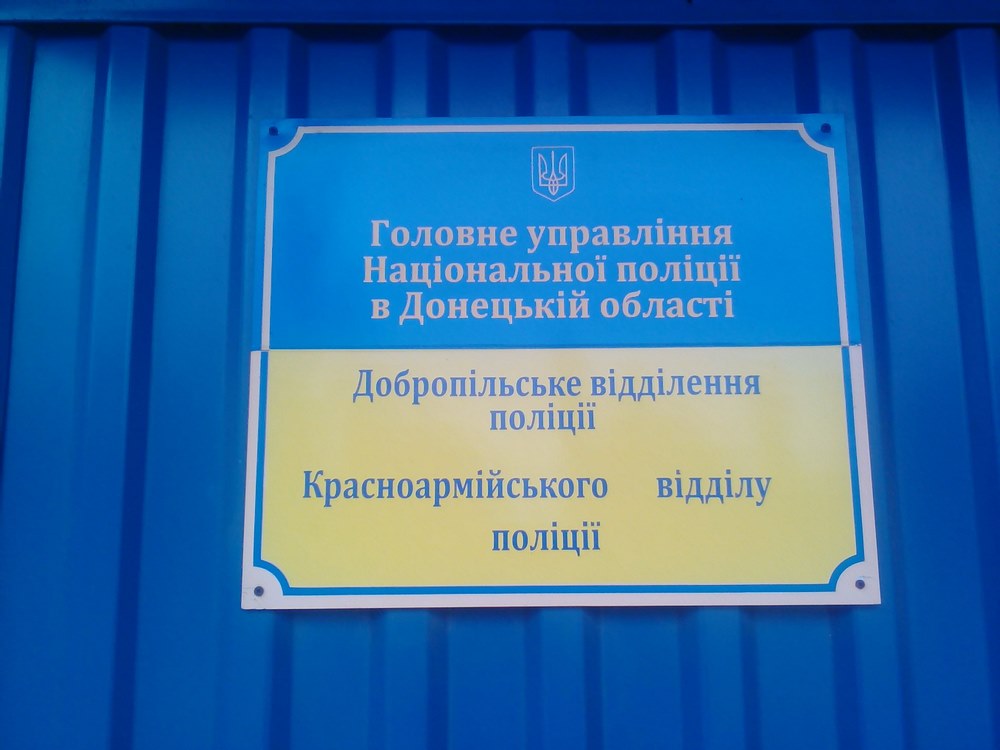 Головне управління
Національної поліції
в Донецькій області
Добропільське відділення
поліції
Красноармійського відділу
поліції